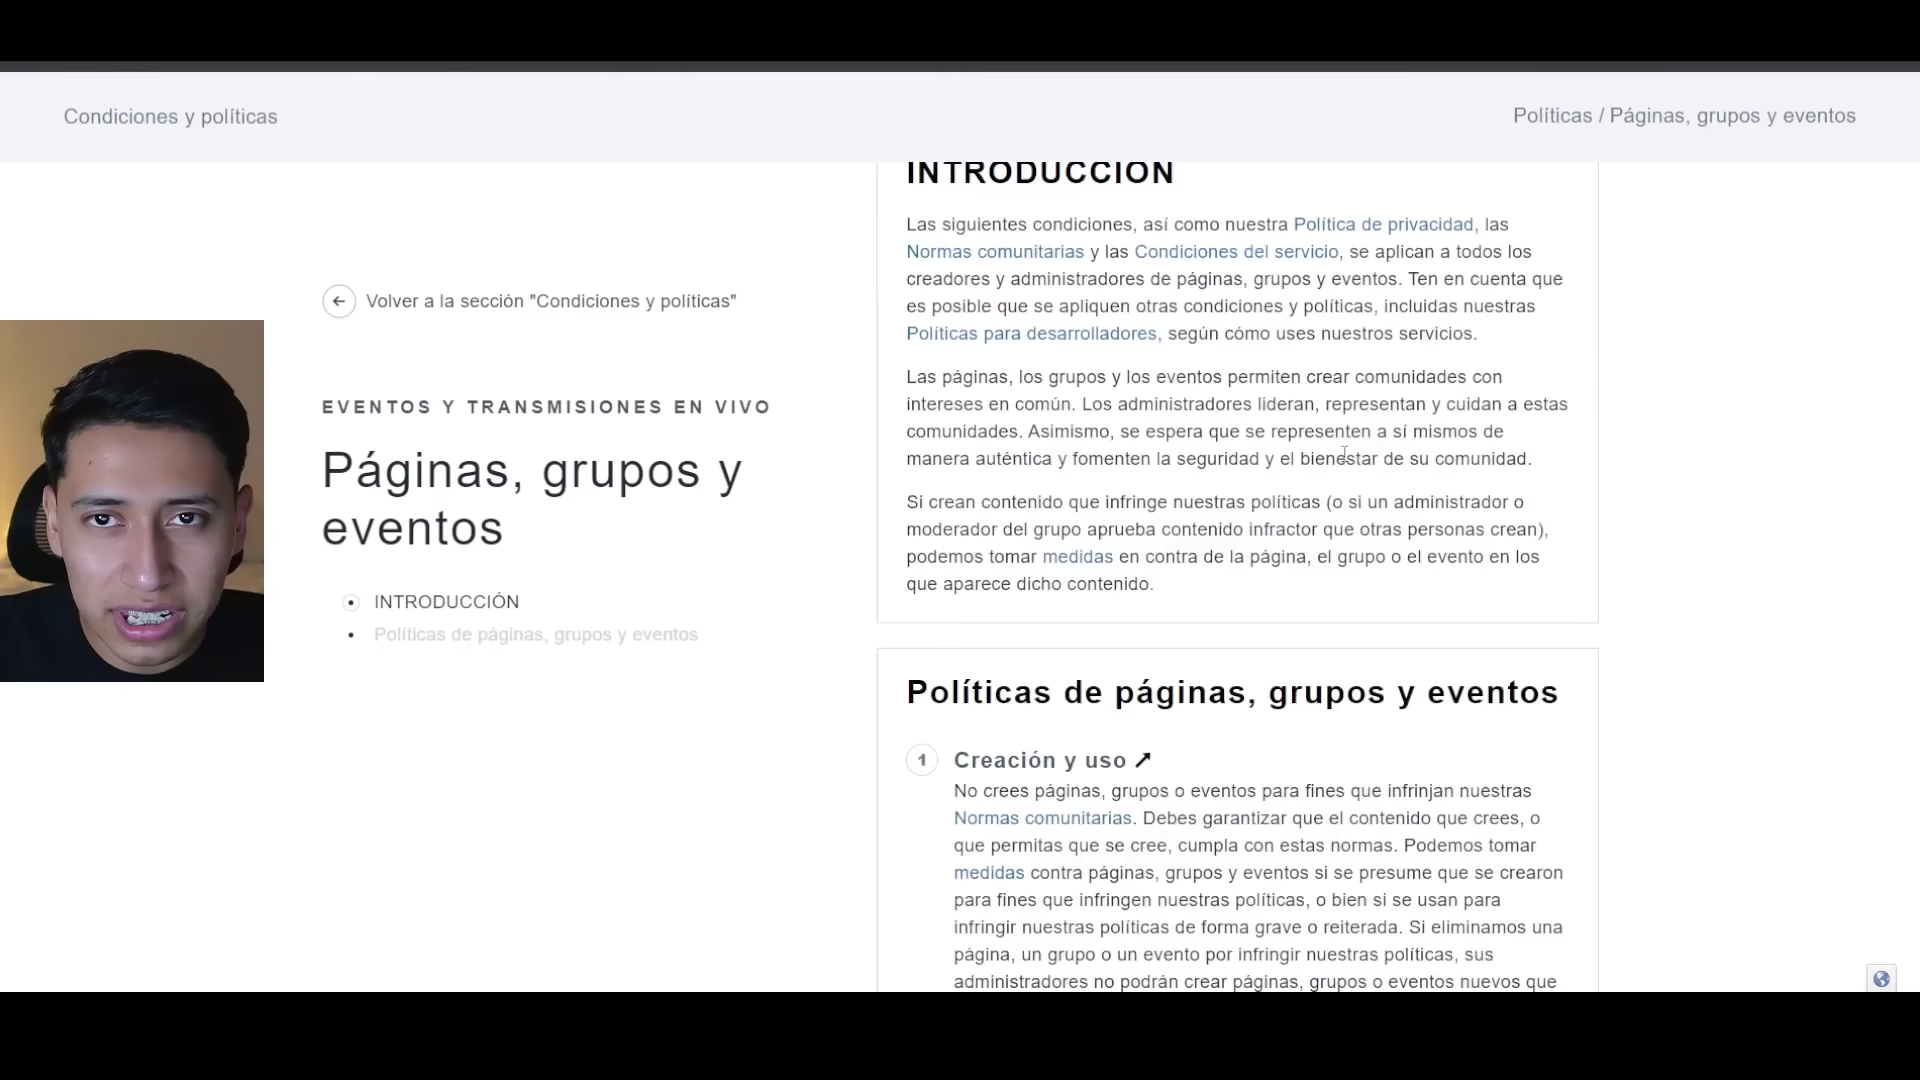 Condiciones y políticas
Políticas / Páginas, grupos y eventos
Volver a la sección "Condiciones y políticas"
EVENTOS Y TRANSMISIONES EN VIVO
Páginas, grupos y
eventos
INTRODUCCIÓN
Políticas de páginas, grupos y eventos
INTRODUCCIÓN
Las siguientes condiciones, así como nuestra Política de privacidad, las
Normas comunitarias y las Condiciones del servicio, se aplican a todos los
creadores y administradores de páginas, grupos y eventos. Ten en cuenta que
es posible que se apliquen otras condiciones y políticas, incluidas nuestras
Políticas para desarrolladores, según cómo uses nuestros servicios.
Las páginas, los grupos y los eventos permiten crear comunidades con
intereses en común. Los administradores lideran, representan y cuidan a estas
comunidades. Asimismo, se espera que se representen a sí mismos de
manera auténtica y fomenten la seguridad y el bienestar de su comunidad.
Si crean contenido que infringe nuestras políticas (o si un administrador o
moderador del grupo aprueba contenido infractor que otras personas crean),
podemos tomar medidas en contra de la página, el grupo o el evento en los
que aparece dicho contenido.
Políticas de páginas, grupos y eventos
1 Creación y uso
No crees páginas, grupos o eventos para fines que infrinjan nuestras
Normas comunitarias. Debes garantizar que el contenido que crees, o
que permitas que se cree, cumpla con estas normas. Podemos tomar
medidas contra páginas, grupos y eventos si se presume que se crearon
para fines que infringen nuestras políticas, o bien si se usan para
infringir nuestras políticas de forma grave o reiterada. Si eliminamos una
página, un grupo o un evento por infringir nuestras políticas, sus
administradores no podrán crear páginas, grupos o eventos nuevos que